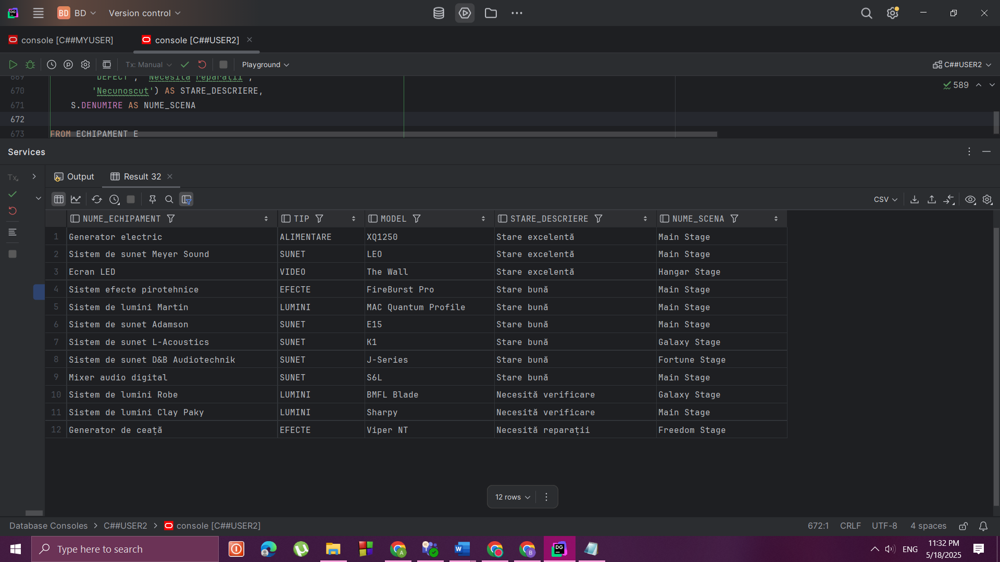 BD BD Version control
console [C##MYUSER] console [C##USER2]
Tx: Manual Playground C##USER2
669 'DEFECT', 'Necesită reparații',
670 'Necunoscut') AS STARE_DESCRIERE, 589
671 S.DENUMIRE AS NUME_SCENA
672
673 FROM ECHIPAMENT E
Services
Tx Output Result 32
CSV
NUME_ECHIPAMENT TIP MODEL STARE_DESCRIERE NUME_SCENA
1 Generator electric ALIMENTARE XQ1250 Stare excelentă Main Stage
2 Sistem de sunet Meyer Sound SUNET LEO Stare excelentă Main Stage
3 Ecran LED VIDEO The Wall Stare excelentă Hangar Stage
4 Sistem efecte pirotehnice EFECTE FireBurst Pro Stare bună Main Stage
5 Sistem de lumini Martin LUMINI MAC Quantum Profile Stare bună Main Stage
6 Sistem de sunet Adamson SUNET E15 Stare bună Main Stage
7 Sistem de sunet L-Acoustics SUNET K1 Stare bună Galaxy Stage
8 Sistem de sunet D&B Audiotechnik SUNET J-Series Stare bună Fortune Stage
9 Mixer audio digital SUNET S6L Stare bună Main Stage
10 Sistem de lumini Robe LUMINI BMFL Blade Necesită verificare Galaxy Stage
11 Sistem de lumini Clay Paky LUMINI Sharpy Necesită verificare Main Stage
12 Generator de ceață EFECTE Viper NT Necesită reparații Freedom Stage
12 rows
Database Consoles > C##USER2 > console [C##USER2] 672:1 CRLF UTF-8 4 spaces
Type here to search ENG 11:32 PM
5/18/2025